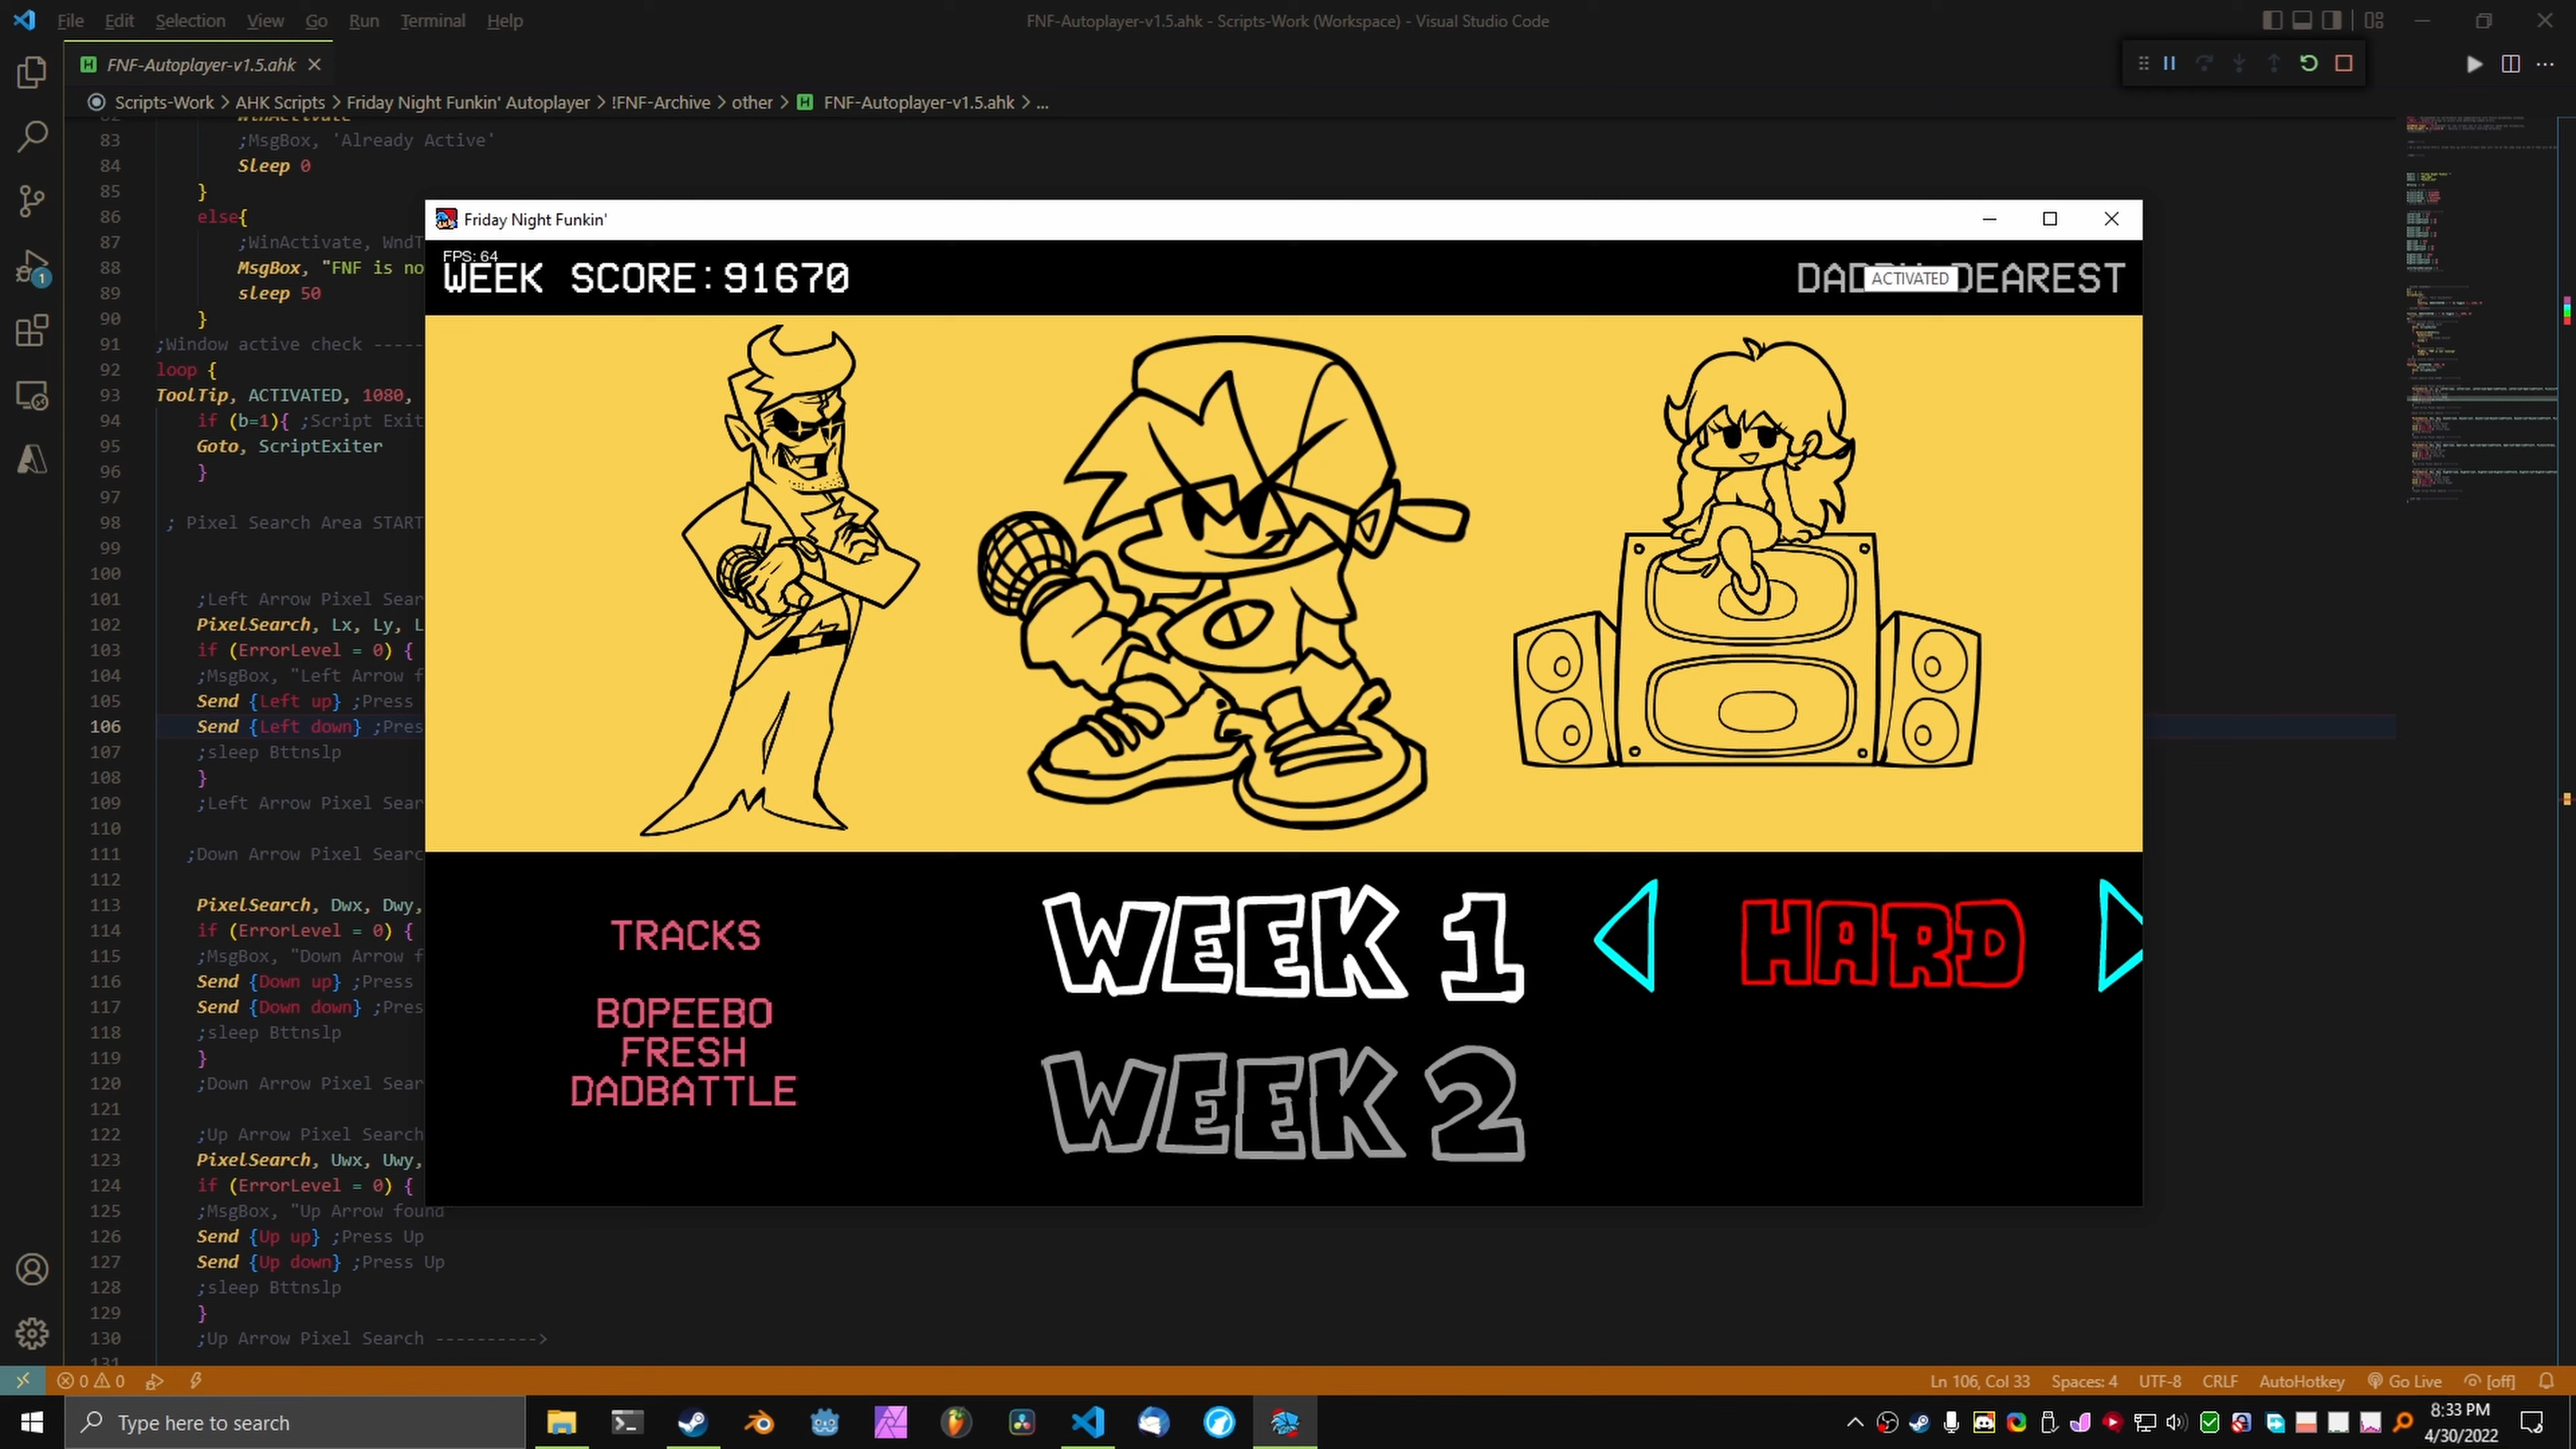 File Edit Selection View Go Run Terminal Help
FNF-Autoplayer-v1.5.ahk - Scripts-Work (Workspace) - Visual Studio Code
FNF-Autoplayer-v1.5.ahk
Scripts-Work > AHK Scripts > Friday Night Funkin' Autoplayer > !FNF-Archive > other > FNF-Autoplayer-v1.5.ahk > ...
82 WinActivate
83 ;MsgBox, 'Already Active'
84 Sleep 0
85 }
86 else{
87 ;WinActivate, WndT
88 MsgBox, "FNF is no
89 sleep 50
90 }
91 ;Window active check -----
92 loop {
93 ToolTip, ACTIVATED, 1080,
94 if (b=1){ ;Script Exit
95 Goto, ScriptExiter
96 }
97
98 ; Pixel Search Area START
99
100
101 ;Left Arrow Pixel Sear
102 PixelSearch, Lx, Ly, L
103 if (ErrorLevel = 0) {
104 ;MsgBox, "Left Arrow f
105 Send {Left up} ;Press
106 Send {Left down} ;Pres
107 ;sleep Bttnslp
108 }
109 ;Left Arrow Pixel Sear
110
111 ;Down Arrow Pixel Searc
112
113 PixelSearch, Dwx, Dwy,
114 if (ErrorLevel = 0) {
115 ;MsgBox, "Down Arrow f
116 Send {Down up} ;Press
117 Send {Down down} ;Pres
118 ;sleep Bttnslp
119 }
120 ;Down Arrow Pixel Sear
121
122 ;Up Arrow Pixel Search
123 PixelSearch, Uwx, Uwy,
124 if (ErrorLevel = 0) {
125 ;MsgBox, "Up Arrow found
126 Send {Up up} ;Press Up
127 Send {Up down} ;Press Up
128 ;sleep Bttnslp
129 }
130 ;Up Arrow Pixel Search ---------->
131
Friday Night Funkin'
FPS: 64
WEEK SCORE:91670
DADDY DEAREST
ACTIVATED
TRACKS
BOPEEBO
FRESH
DADBATTLE
WEEK 1
HARD
WEEK 2
1
0 0
Ln 106, Col 33 Spaces: 4 UTF-8 CRLF AutoHotkey Go Live [off]
Type here to search
8:33 PM
4/30/2022